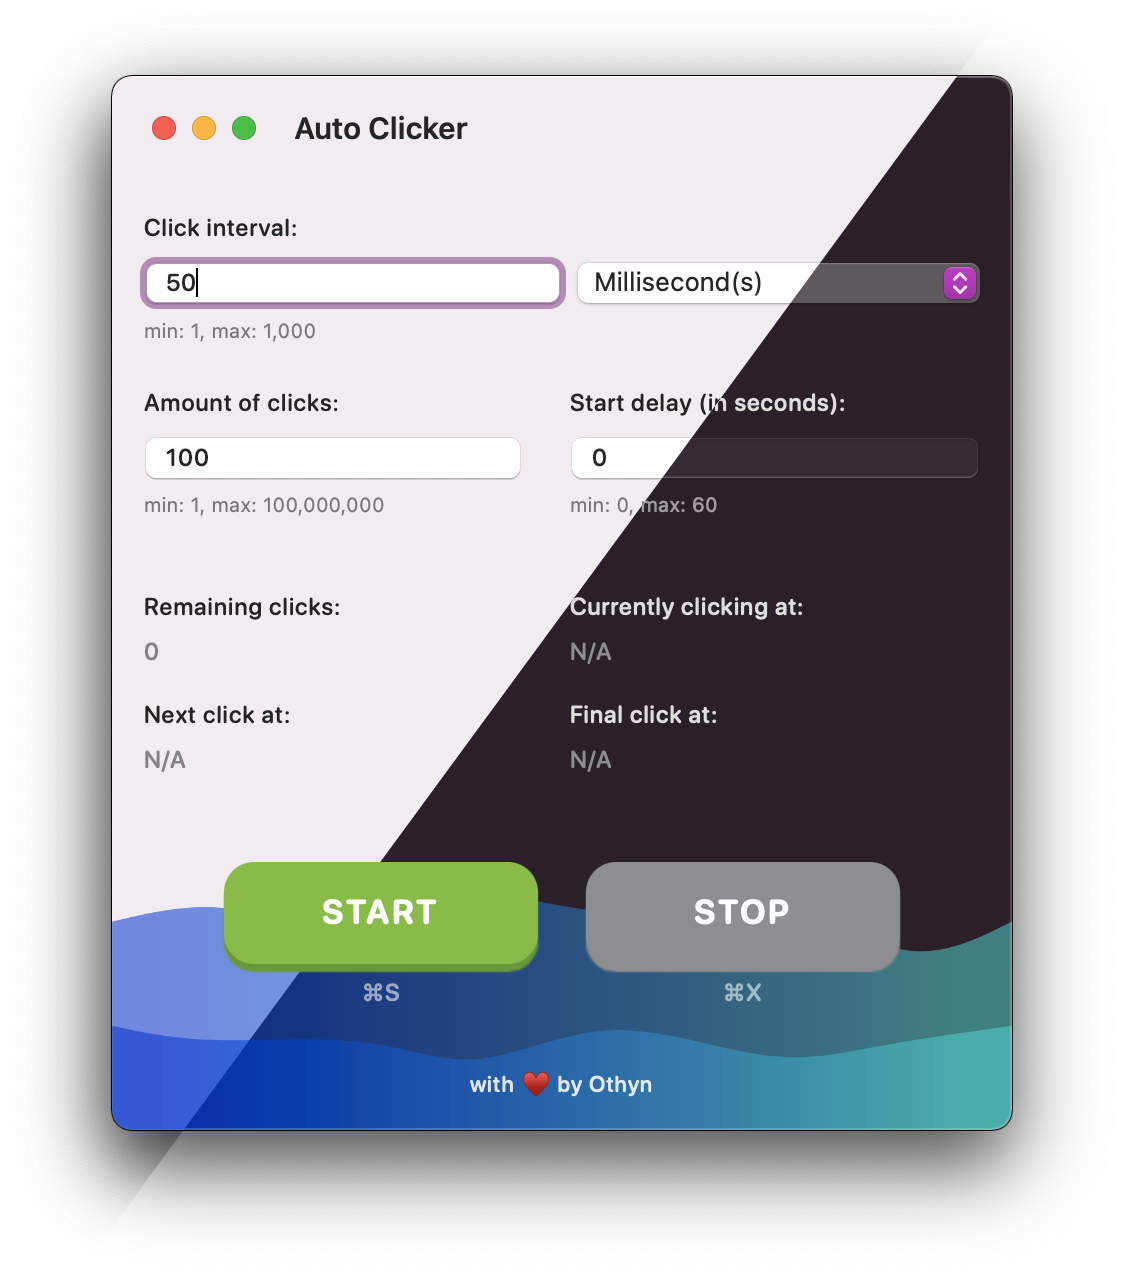 Auto Clicker
Click interval:
50 Millisecond(s)
min: 1, max: 1,000
Amount of clicks: Start delay (in seconds):
100 0
min: 1, max: 100,000,000 min: 0, max: 60
Remaining clicks: Currently clicking at:
0 N/A
Next click at: Final click at:
N/A N/A
START STOP
⌘S ⌘X
with ❤️ by Othyn